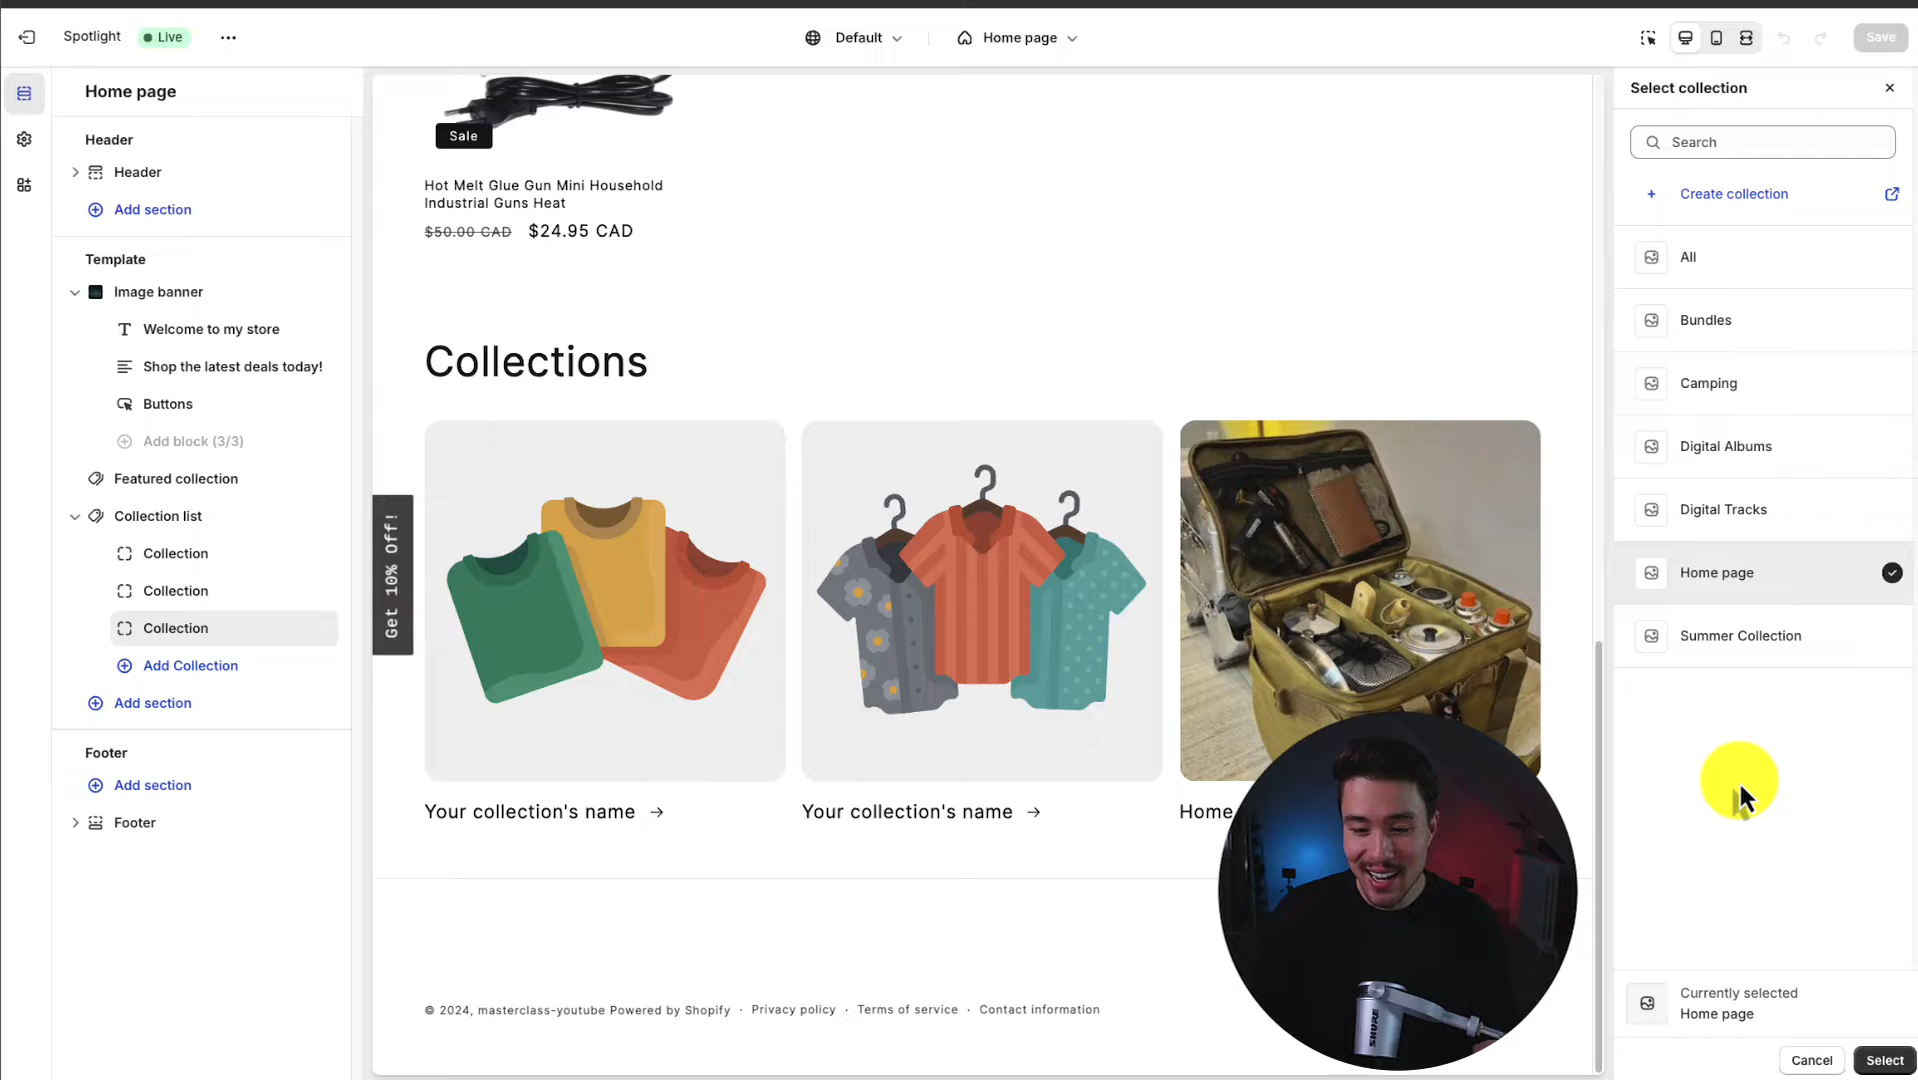 Spotlight
Live
Default
Home page
Save
Home page
Header
Header
Add section
Template
Image banner
Welcome to my store
Shop the latest deals today!
Buttons
Add block (3/3)
Featured collection
Collection list
Collection
Collection
Collection
Add Collection
Add section
Footer
Add section
Footer
Sale
Hot Melt Glue Gun Mini Household
Industrial Guns Heat
$50.00 CAD $24.95 CAD
Collections
Get 10% Off!
Your collection's name →
Your collection's name →
Home
© 2024, masterclass-youtube Powered by Shopify · Privacy policy · Terms of service · Contact information
SHURE
Select collection
Search
+ Create collection
All
Bundles
Camping
Digital Albums
Digital Tracks
Home page
Summer Collection
Currently selected
Home page
Cancel
Select